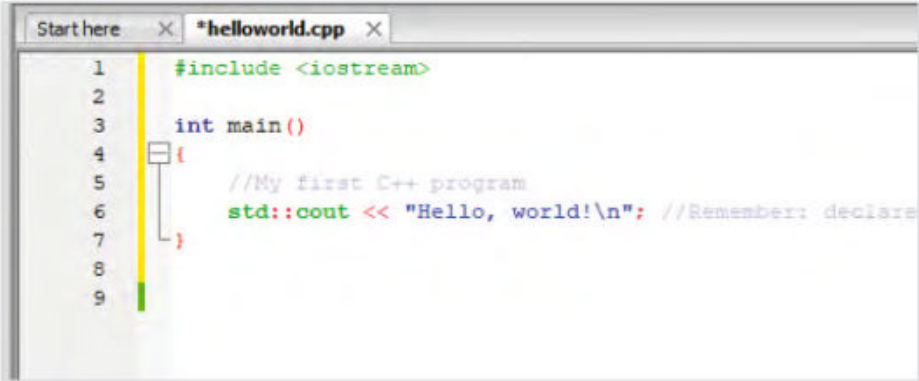 Start here × *helloworld.cpp ×
1 #include <iostream>
2
3 int main()
4 {
5 //My first C++ program
6 std::cout << "Hello, world!\n"; //Remember: declare
7 }
8
9